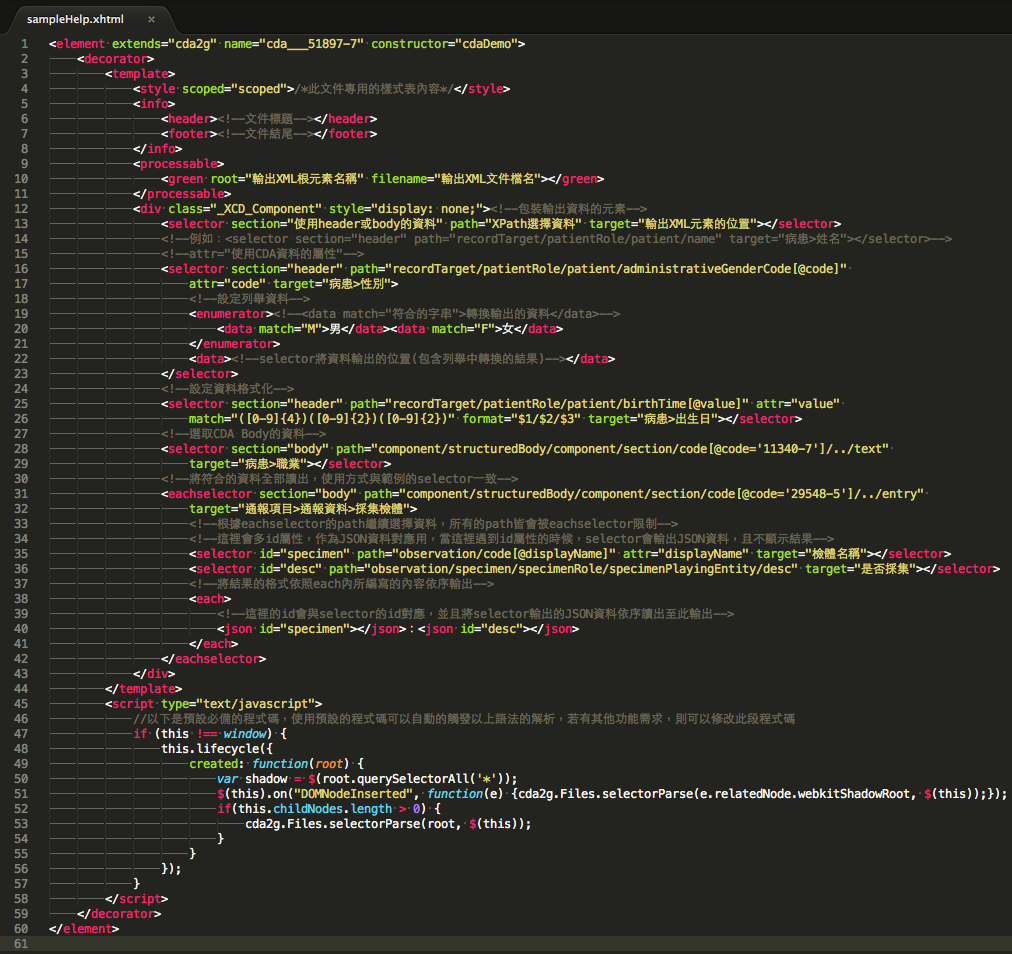 sampleHelp.xhtml ×
1 <element extends="cda2g" name="cda___51897-7" constructor="cdaDemo">
2 <decorator>
3 <template>
4 <style scoped="scoped">/*此文件專用的樣式表內容*/</style>
5 <info>
6 <header><!--文件標題--></header>
7 <footer><!--文件結尾--></footer>
8 </info>
9 <processable>
10 <green root="輸出XML根元素名稱" filename="輸出XML文件檔名"></green>
11 </processable>
12 <div class="_XCD_Component" style="display: none;"><!--包裝輸出資料的元素-->
13 <selector section="使用header或body的資料" path="XPath選擇資料" target="輸出XML元素的位置"></selector>
14 <!--例如：<selector section="header" path="recordTarget/patientRole/patient/name" target="病患>姓名"></selector>-->
15 <!--attr="使用CDA資料的屬性"-->
16 <selector section="header" path="recordTarget/patientRole/patient/administrativeGenderCode[@code]"
17 attr="code" target="病患>性別">
18 <!--設定列舉資料-->
19 <enumerator><!--<data match="符合的字串">轉換輸出的資料</data>-->
20 <data match="M">男</data><data match="F">女</data>
21 </enumerator>
22 <data><!--selector將資料輸出的位置(包含列舉中轉換的結果)--></data>
23 </selector>
24 <!--設定資料格式化-->
25 <selector section="header" path="recordTarget/patientRole/patient/birthTime[@value]" attr="value"
26 match="([0-9]{4})([0-9]{2})([0-9]{2})" format="$1/$2/$3" target="病患>出生日"></selector>
27 <!--選取CDA Body的資料-->
28 <selector section="body" path="component/structuredBody/component/section/code[@code='11340-7']/../text"
29 target="病患>職業"></selector>
30 <!--將符合的資料全部讀出，使用方式與範例的selector一致-->
31 <eachselector section="body" path="component/structuredBody/component/section/code[@code='29548-5']/../entry"
32 target="通報項目>通報資料>採集檢體">
33 <!--根據eachselector的path繼續選擇資料，所有的path皆會被eachselector限制-->
34 <!--這裡會多id屬性，作為JSON資料對應用，當這裡遇到id屬性的時候，selector會輸出JSON資料，且不顯示結果-->
35 <selector id="specimen" path="observation/code[@displayName]" attr="displayName" target="檢體名稱"></selector>
36 <selector id="desc" path="observation/specimen/specimenRole/specimenPlayingEntity/desc" target="是否採集"></selector>
37 <!--將結果的格式依照each內所編寫的內容依序輸出-->
38 <each>
39 <!--這裡的id會與selector的id對應，並且將selector輸出的JSON資料依序讀出至此輸出-->
40 <json id="specimen"></json>：<json id="desc"></json>
41 </each>
42 </eachselector>
43 </div>
44 </template>
45 <script type="text/javascript">
46 //以下是預設必備的程式碼，使用預設的程式碼可以自動的觸發以上語法的解析，若有其他功能需求，則可以修改此段程式碼
47 if (this !== window) {
48 this.lifecycle({
49 created: function(root) {
50 var shadow = $(root.querySelectorAll('*'));
51 $(this).on("DOMNodeInserted", function(e) {cda2g.Files.selectorParse(e.relatedNode.webkitShadowRoot, $(this));});
52 if(this.childNodes.length > 0) {
53 cda2g.Files.selectorParse(root, $(this));
54 }
55 }
56 });
57 }
58 </script>
59 </decorator>
60 </element>
61